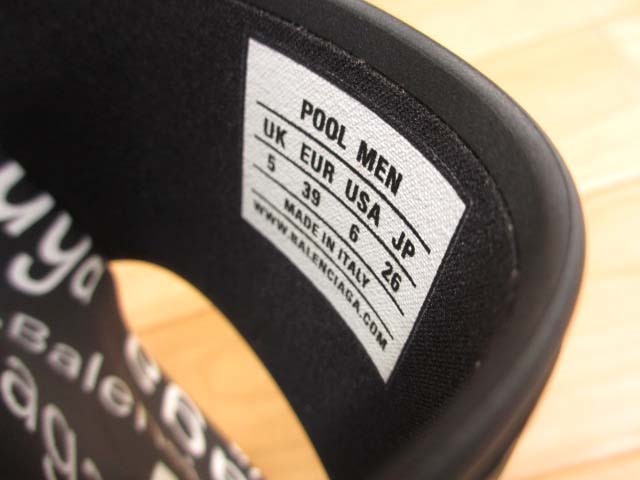 POOL MEN
UK EUR USA JP
5 39 6 26
MADE IN ITALY
WWW.BALENCIAGA.COM